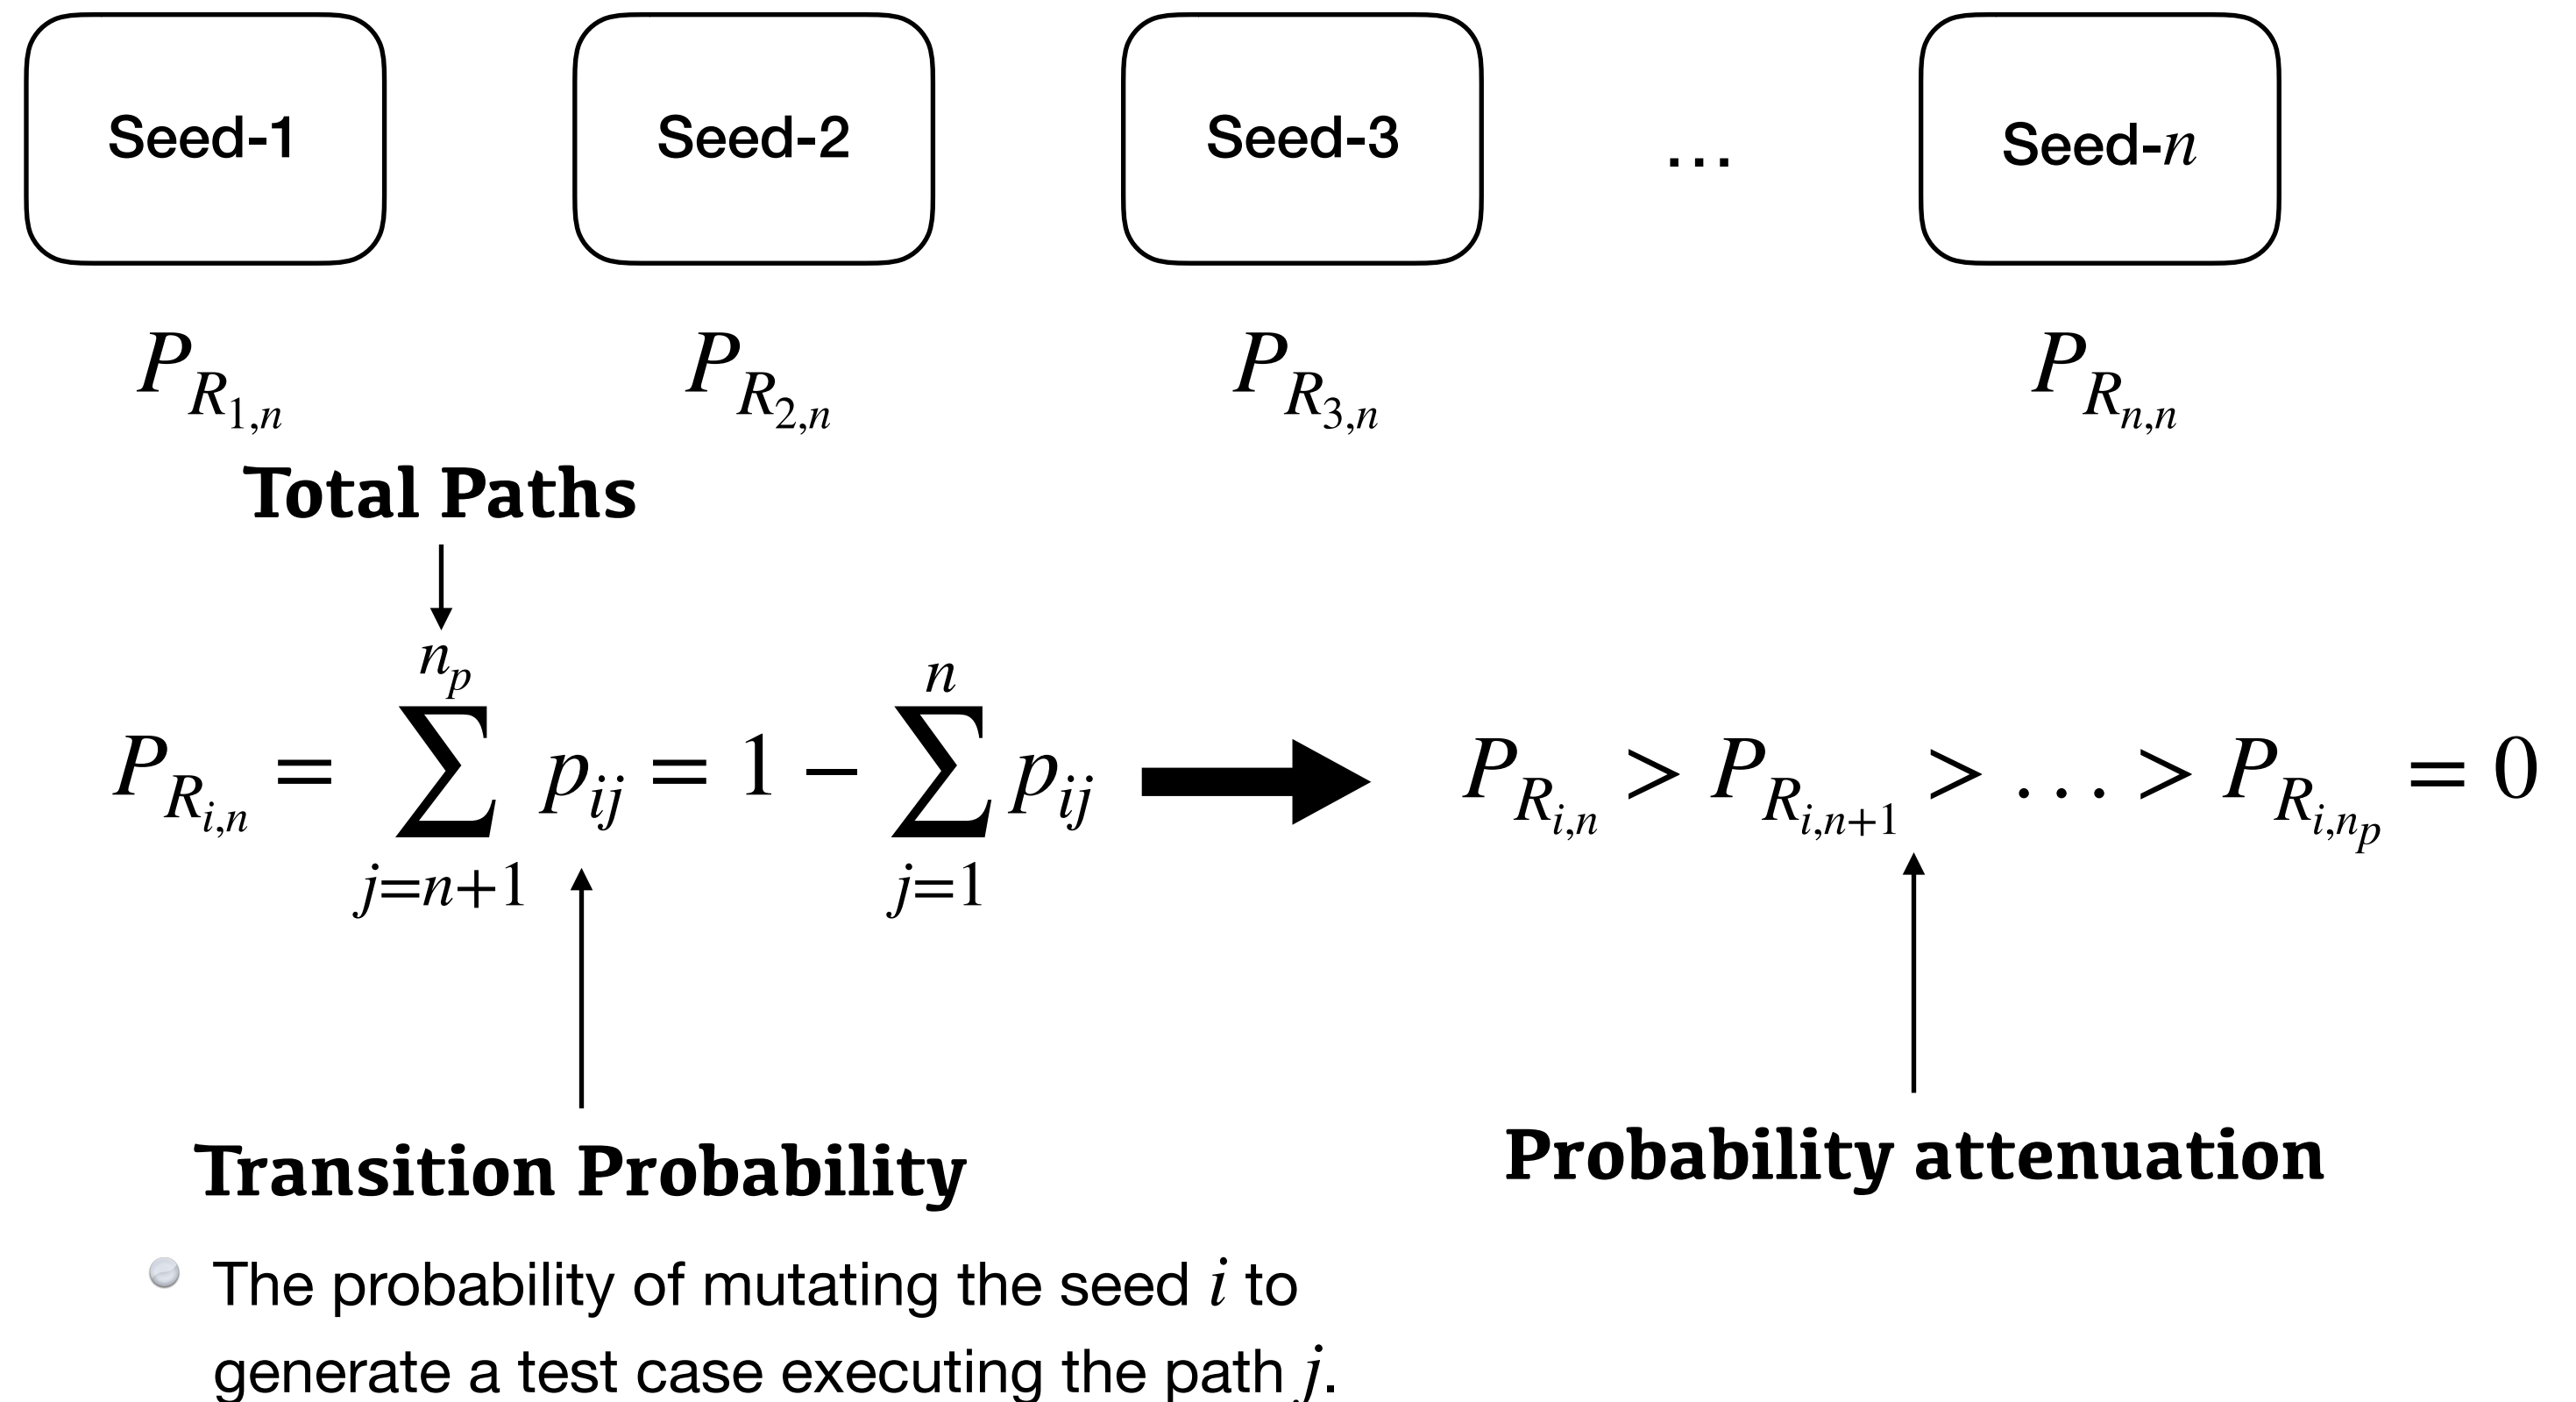 Seed-1 Seed-2 Seed-3 … Seed-n
P_{R_{1,n}} P_{R_{2,n}} P_{R_{3,n}} P_{R_{n,n}}
Total Paths
P_{R_{i,n}} = \sum_{j=n+1}^{n_p} p_{ij} = 1 − \sum_{j=1}^{n} p_{ij} P_{R_{i,n}} > P_{R_{i,n+1}} > … > P_{R_{i,n_p}} = 0
Transition Probability Probability attenuation
The probability of mutating the seed i to
generate a test case executing the path j.